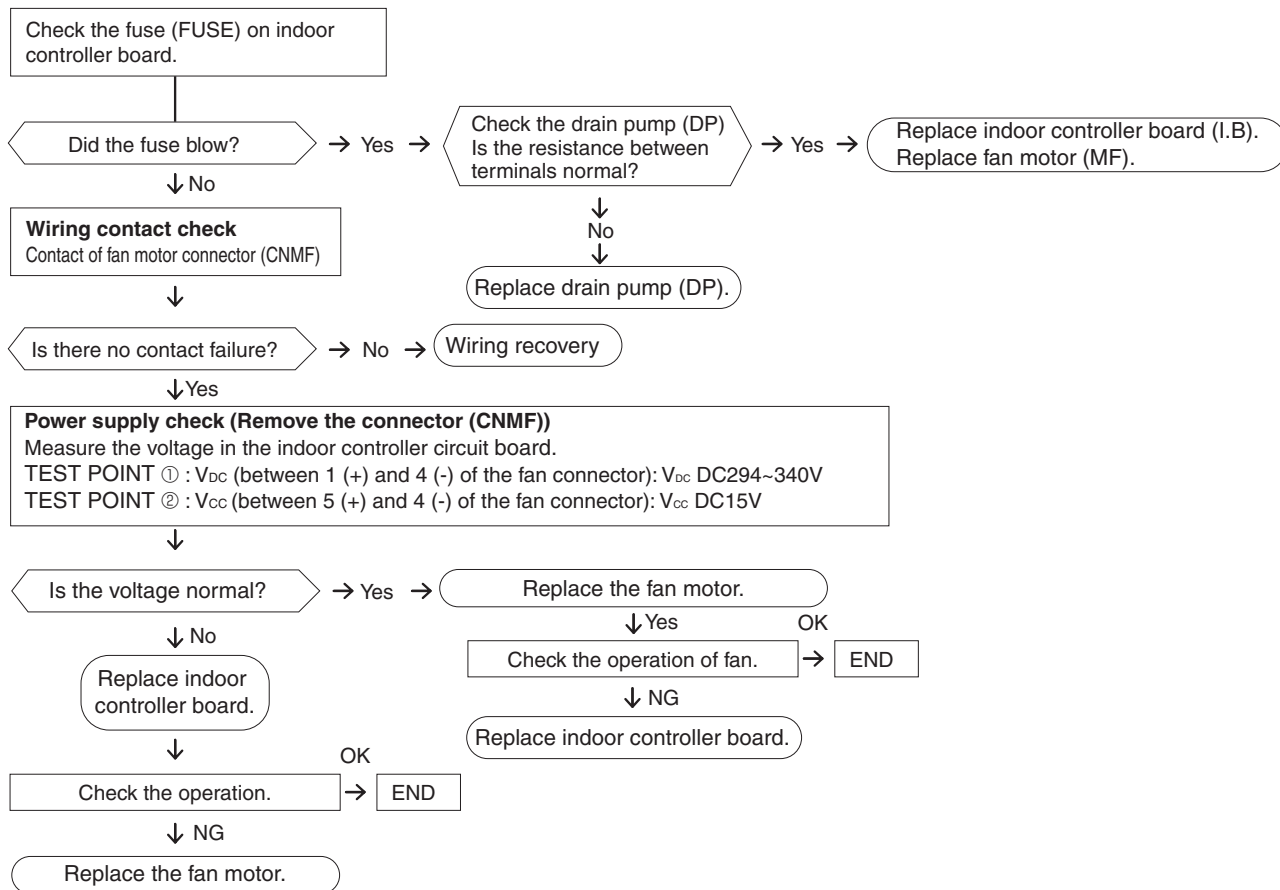 Check the fuse (FUSE) on indoor
controller board.
Did the fuse blow?
Yes
Check the drain pump (DP)
Is the resistance between
terminals normal?
Yes
Replace indoor controller board (I.B).
Replace fan motor (MF).
No
No
Replace drain pump (DP).
Wiring contact check
Contact of fan motor connector (CNMF)
Is there no contact failure?
No
Wiring recovery
Yes
Power supply check (Remove the connector (CNMF))
Measure the voltage in the indoor controller circuit board.
TEST POINT ① : VDC (between 1 (+) and 4 (-) of the fan connector): VDC DC294~340V
TEST POINT ② : VCC (between 5 (+) and 4 (-) of the fan connector): VCC DC15V
Is the voltage normal?
Yes
Replace the fan motor.
Yes
OK
Check the operation of fan.
END
NG
Replace indoor controller board.
No
Replace indoor
controller board.
OK
Check the operation.
END
NG
Replace the fan motor.